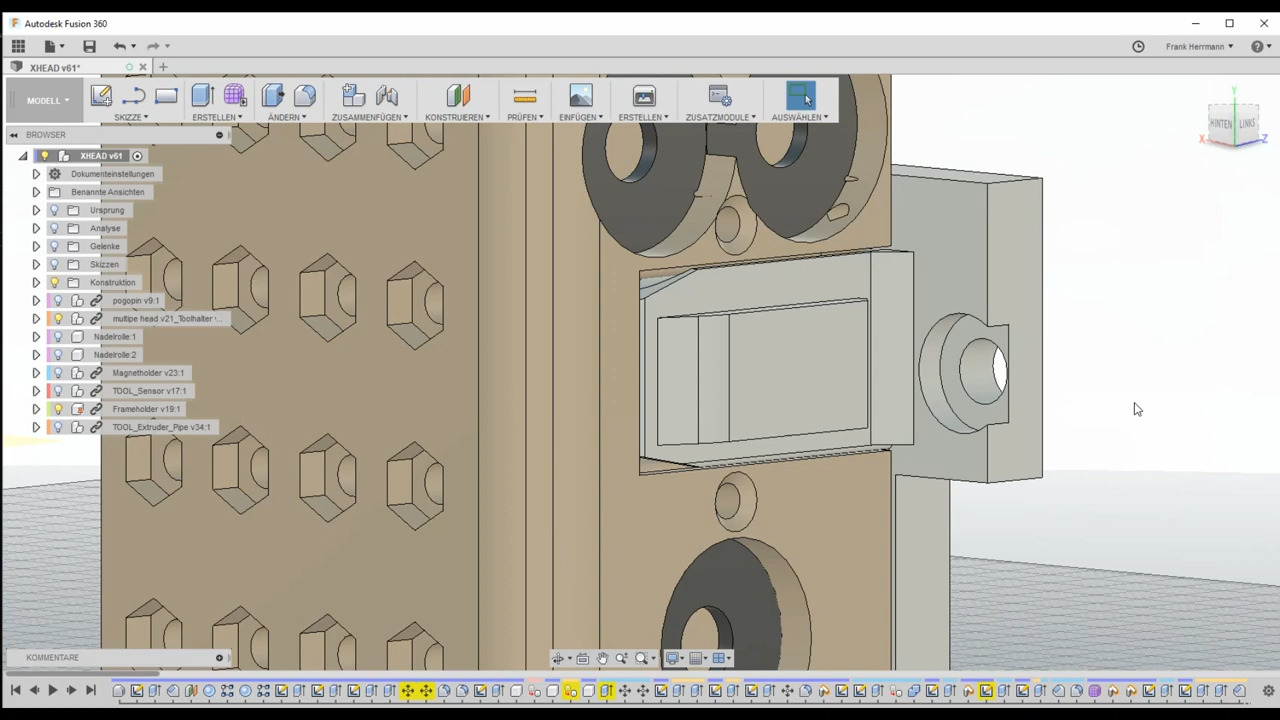 Autodesk Fusion 360
Frank Herrmann
XHEAD v61*
MODELL
SKIZZE
ERSTELLEN
ÄNDERN
ZUSAMMENFÜGEN
KONSTRUIEREN
PRÜFEN
EINFÜGEN
ERSTELLEN
ZUSATZMODULE
AUSWÄHLEN
Y
HINTEN
LINKS
X
Z
BROWSER
XHEAD v61
Dokumenteinstellungen
Benannte Ansichten
Ursprung
Analyse
Gelenke
Skizzen
Konstruktion
pogopin v9:1
multipe head v21_Toolhalter v...
Nadelrolle:1
Nadelrolle:2
Magnetholder v23:1
TOOL_Sensor v17:1
Frameholder v19:1
TOOL_Extruder_Pipe v34:1
KOMMENTARE